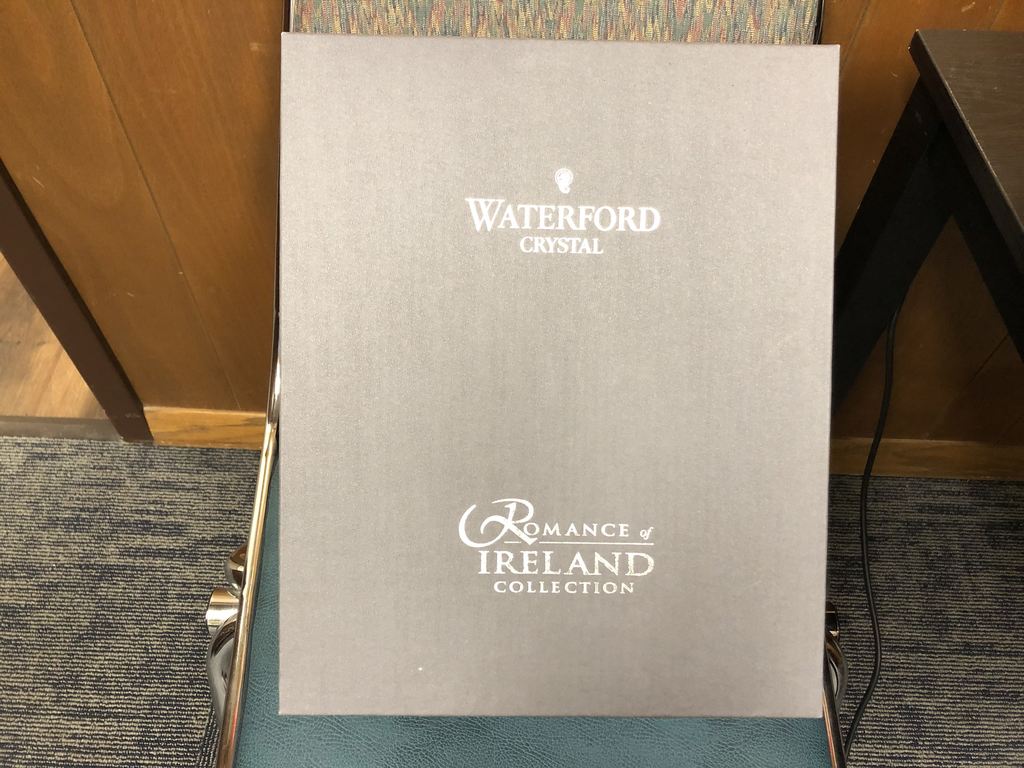 WATERFORD
CRYSTAL
ROMANCE of
IRELAND
COLLECTION